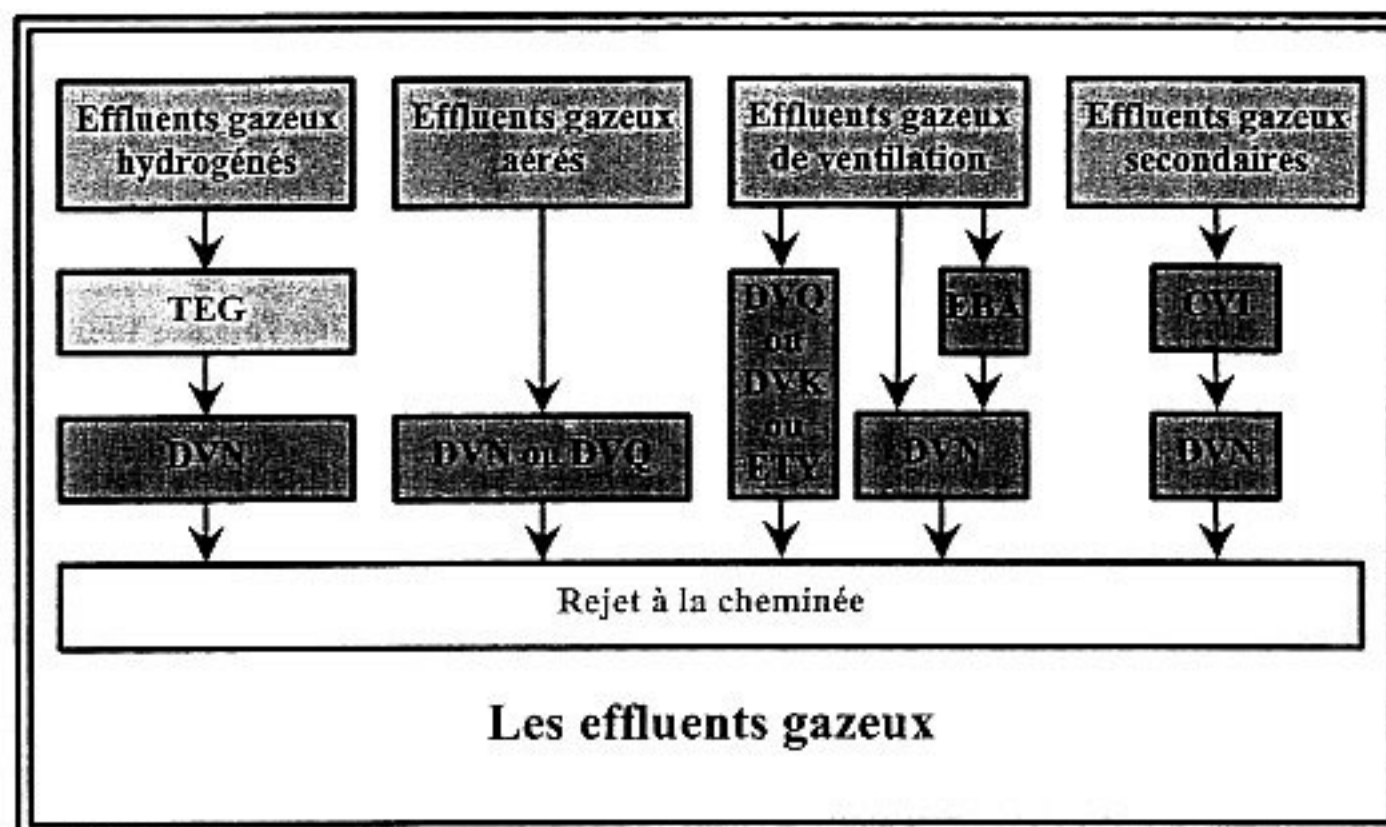 Effluents gazeux
hydrogénés
Effluents gazeux
aérés
Effluents gazeux
de ventilation
Effluents gazeux
secondaires
TEG
DVN
DVN ou DVQ
DVQ
ou
DVK
ou
ETY
EBA
DVN
CVI
DVN
Rejet à la cheminée
Les effluents gazeux